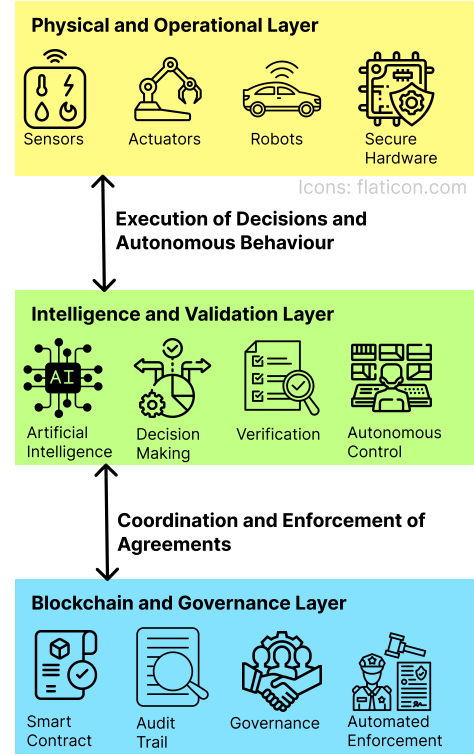 Physical and Operational Layer
Sensors
Actuators
Robots
Secure
Hardware
Icons: flaticon.com
Execution of Decisions and
Autonomous Behaviour
Intelligence and Validation Layer
AI
Artificial
Intelligence
Decision
Making
Verification
Autonomous
Control
Coordination and Enforcement of
Agreements
Blockchain and Governance Layer
Smart
Contract
Audit
Trail
Governance
Automated
Enforcement